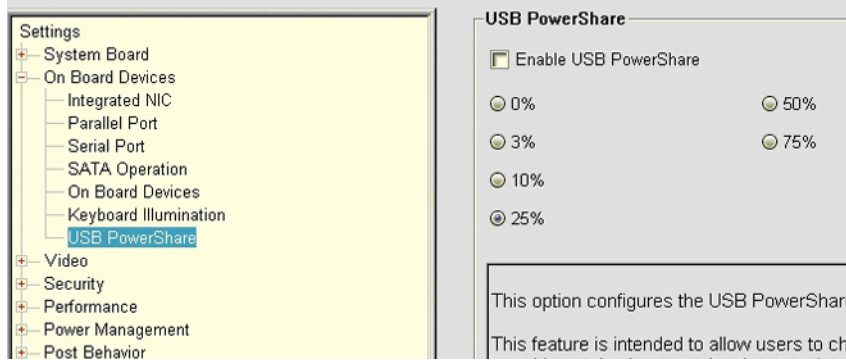 Settings
System Board
On Board Devices
Integrated NIC
Parallel Port
Serial Port
SATA Operation
On Board Devices
Keyboard Illumination
USB PowerShare
Video
Security
Performance
Power Management
Post Behavior
USB PowerShare
Enable USB PowerShare
0% 50%
3% 75%
10%
25%
This option configures the USB PowerShar
This feature is intended to allow users to ch